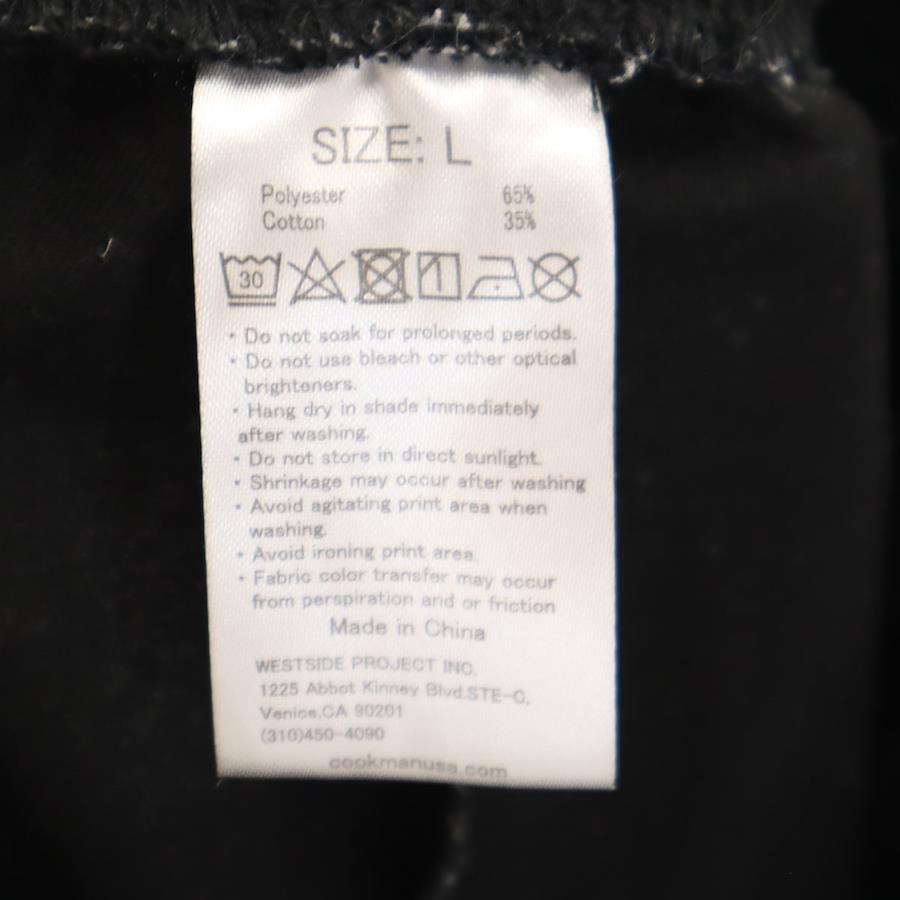 SIZE: L
Polyester 65%
Cotton 35%
30
• Do not soak for prolonged periods.
• Do not use bleach or other optical
brighteners.
• Hang dry in shade immediately
after washing.
• Do not store in direct sunlight.
• Shrinkage may occur after washing
• Avoid agitating print area when
washing.
• Avoid ironing print area.
• Fabric color transfer may occur
from perspiration and or friction
Made in China
WESTSIDE PROJECT INC.
1225 Abbot Kinney Blvd.STE-C,
Venice,CA 90201
(310)450-4090
cookmanusa.com